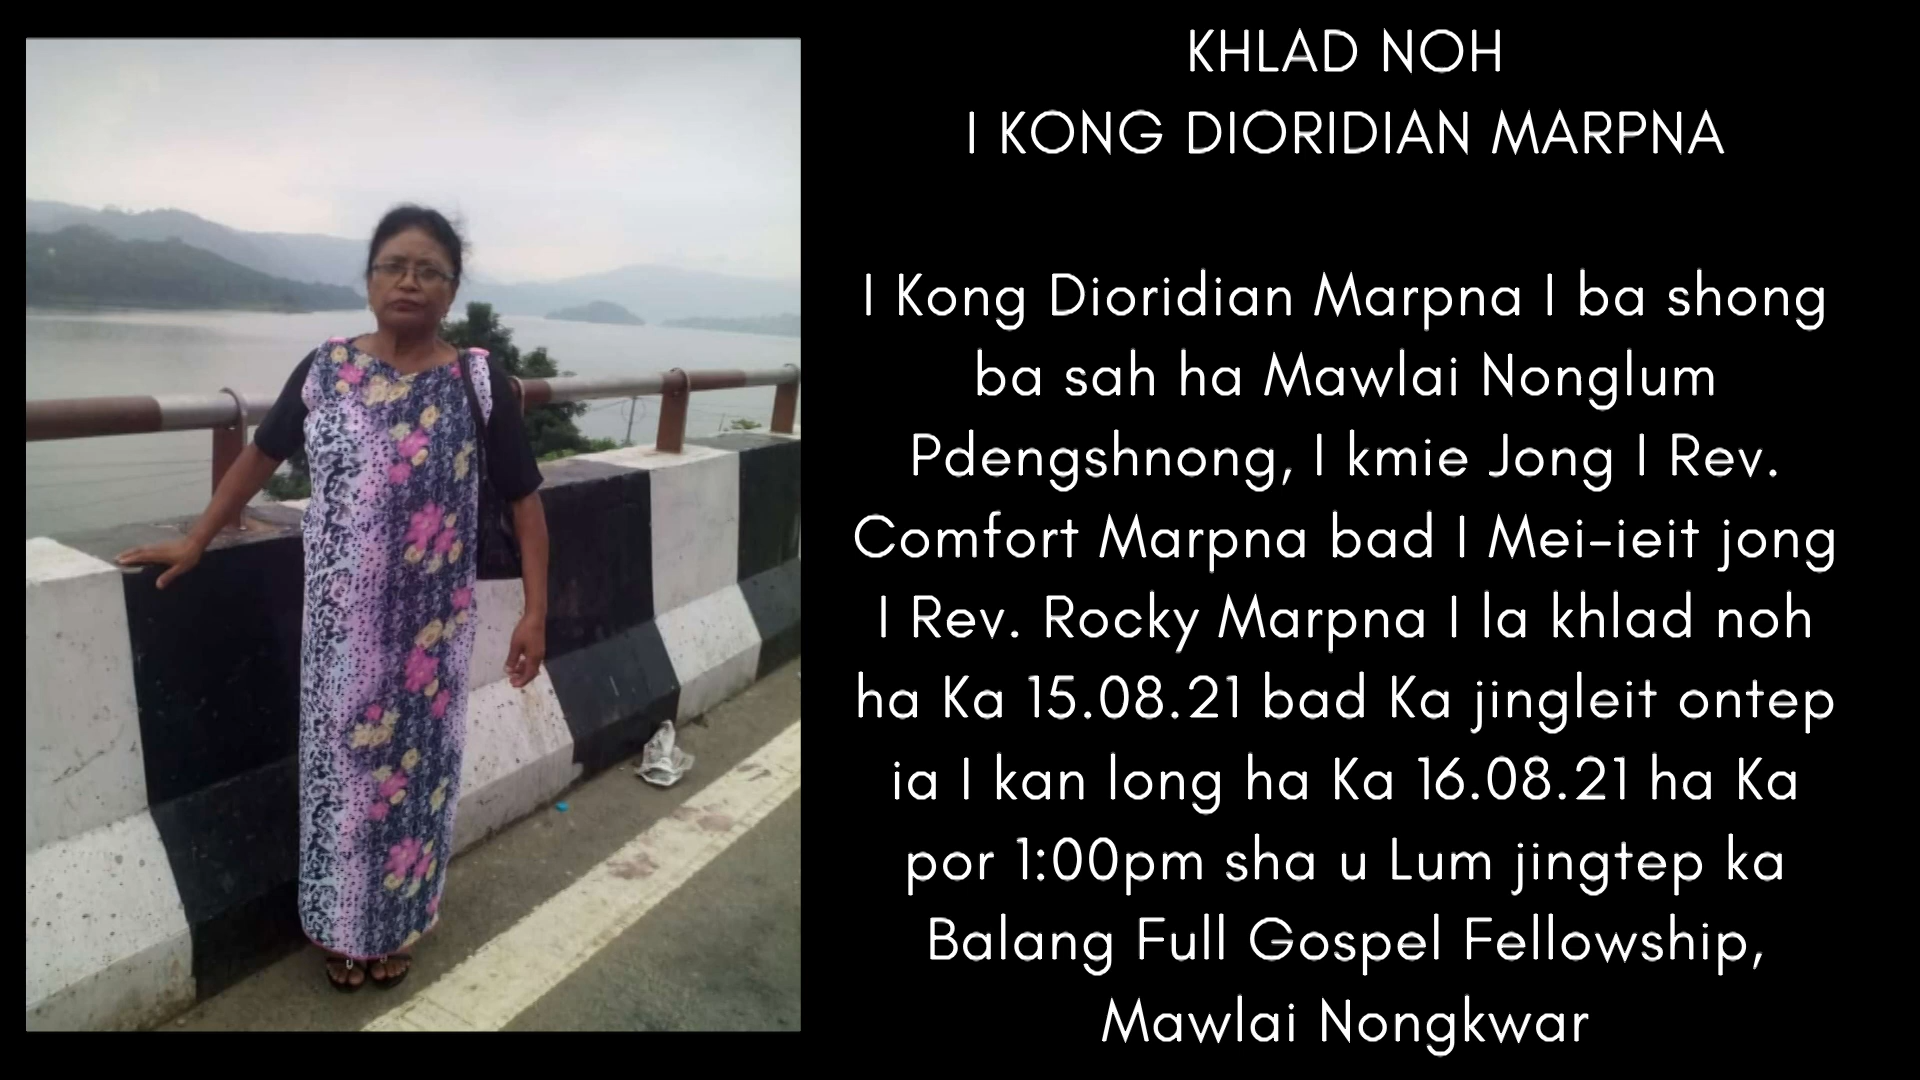 KHLAD NOH
I KONG DIORIDIAN MARPNA
I Kong Dioridian Marpna I ba shong
ba sah ha Mawlai Nonglum
Pdengshnong, I kmie Jong I Rev.
Comfort Marpna bad I Mei-ieit jong
I Rev. Rocky Marpna I la khlad noh
ha Ka 15.08.21 bad Ka jingleit ontep
ia I kan long ha Ka 16.08.21 ha Ka
por 1:00pm sha u Lum jingtep ka
Balang Full Gospel Fellowship,
Mawlai Nongkwar